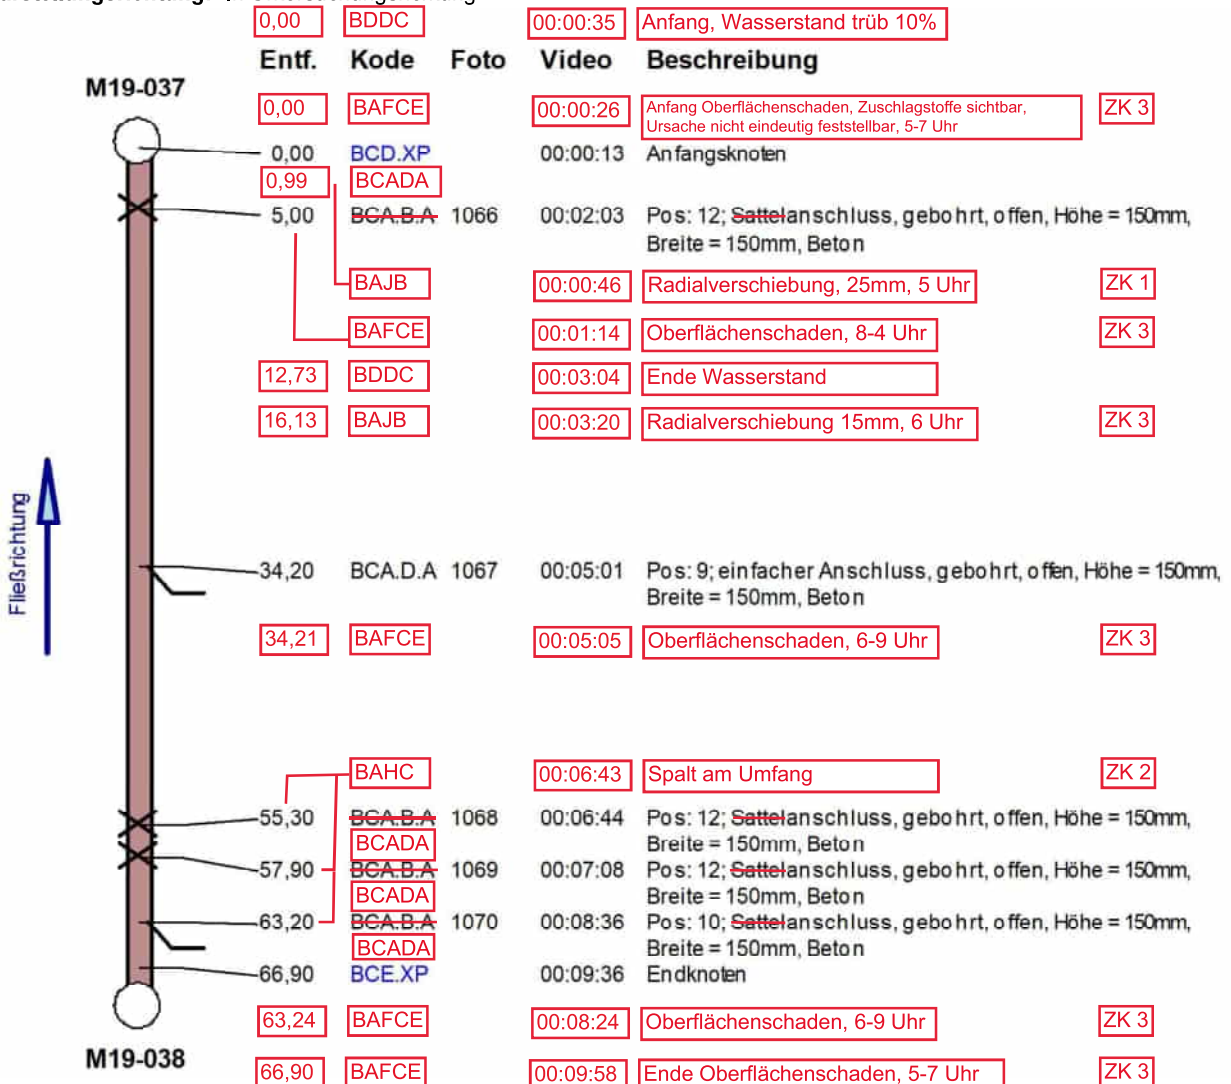 0,00 BDDC 00:00:35 Anfang, Wasserstand trüb 10%
Entf. Kode Foto Video Beschreibung
M19-037
0,00 BAFCE 00:00:26 Anfang Oberflächenschaden, Zuschlagstoffe sichtbar, ZK 3
Ursache nicht eindeutig feststellbar, 5-7 Uhr
0,00 BCD.XP 00:00:13 Anfangsknoten
0,99 BCADA
5,00 BCA.B.A 1066 00:02:03 Pos: 12; Sattelanschluss, gebohrt, offen, Höhe = 150mm,
Breite = 150mm, Beton
BAJB 00:00:46 Radialverschiebung, 25mm, 5 Uhr ZK 1
BAFCE 00:01:14 Oberflächenschaden, 8-4 Uhr ZK 3
12,73 BDDC 00:03:04 Ende Wasserstand
16,13 BAJB 00:03:20 Radialverschiebung 15mm, 6 Uhr ZK 3
Fließrichtung
34,20 BCA.D.A 1067 00:05:01 Pos: 9; einfacher Anschluss, gebohrt, offen, Höhe = 150mm,
Breite = 150mm, Beton
34,21 BAFCE 00:05:05 Oberflächenschaden, 6-9 Uhr ZK 3
BAHC 00:06:43 Spalt am Umfang ZK 2
55,30 BCA.B.A 1068 00:06:44 Pos: 12; Sattelanschluss, gebohrt, offen, Höhe = 150mm,
BCADA Breite = 150mm, Beton
57,90 BCA.B.A 1069 00:07:08 Pos: 12; Sattelanschluss, gebohrt, offen, Höhe = 150mm,
BCADA Breite = 150mm, Beton
63,20 BCA.B.A 1070 00:08:36 Pos: 10; Sattelanschluss, gebohrt, offen, Höhe = 150mm,
BCADA Breite = 150mm, Beton
66,90 BCE.XP 00:09:36 Endknoten
63,24 BAFCE 00:08:24 Oberflächenschaden, 6-9 Uhr ZK 3
M19-038
66,90 BAFCE 00:09:58 Ende Oberflächenschaden, 5-7 Uhr ZK 3